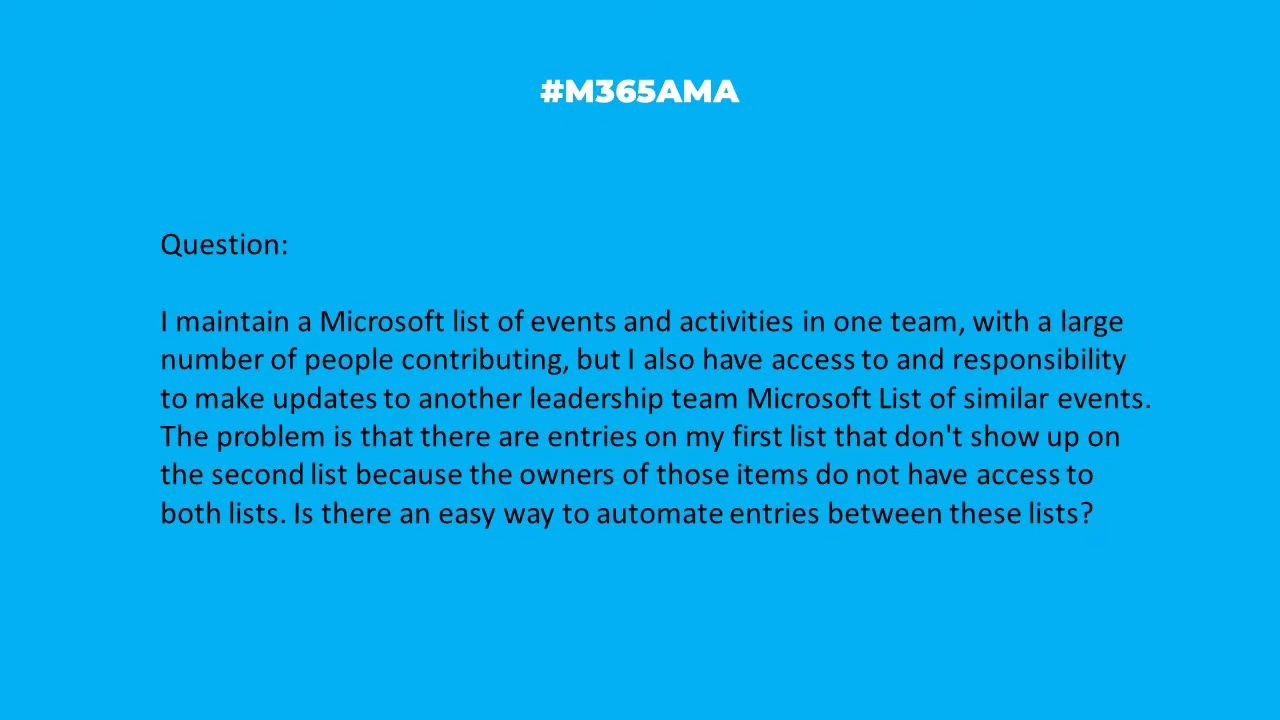 #M365AMA
Question:
I maintain a Microsoft list of events and activities in one team, with a large
number of people contributing, but I also have access to and responsibility
to make updates to another leadership team Microsoft List of similar events.
The problem is that there are entries on my first list that don't show up on
the second list because the owners of those items do not have access to
both lists. Is there an easy way to automate entries between these lists?